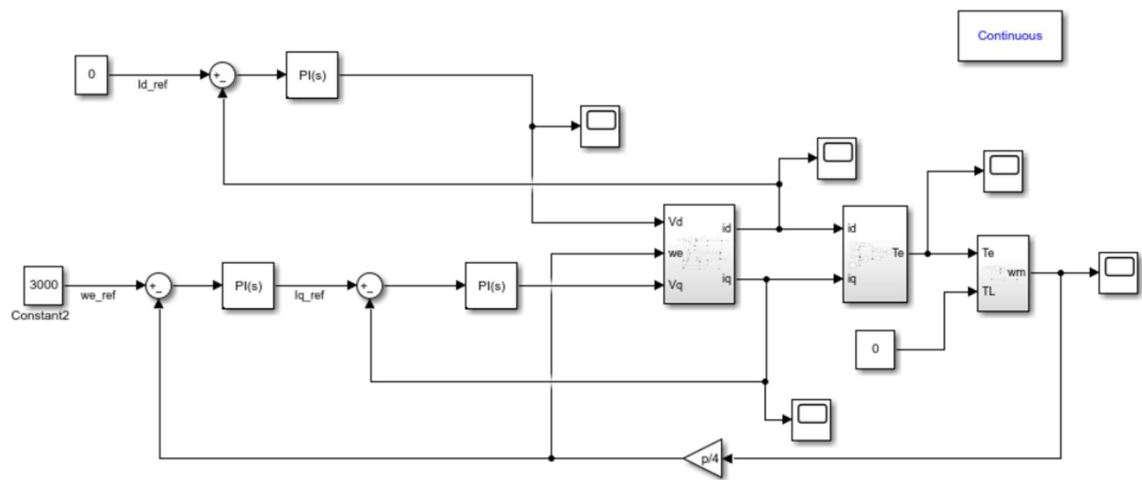 Continuous
0
Id_ref
+
_
PI(s)
Vd
we
Vq
id
iq
id
iq
Te
Te
TL
wm
3000
Constant2
we_ref
+
_
PI(s)
Iq_ref
+
_
PI(s)
0
p/4